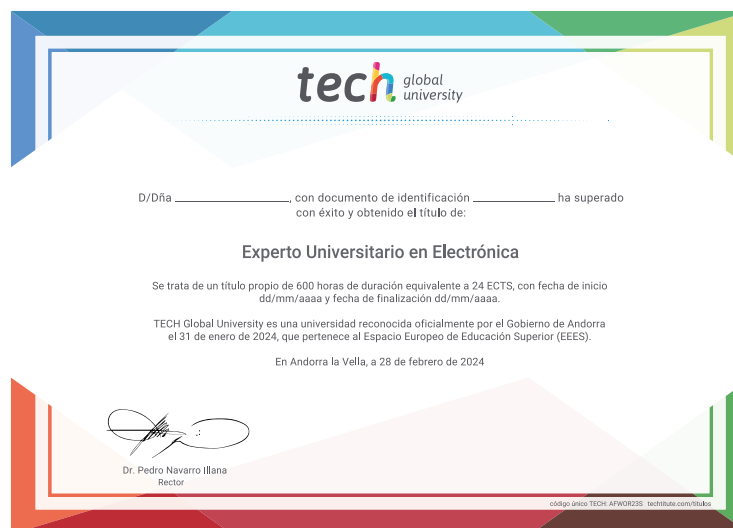 tech global university
D/Dña ____________, con documento de identificación ____________ ha superado
con éxito y obtenido el título de:
Experto Universitario en Electrónica
Se trata de un título propio de 600 horas de duración equivalente a 24 ECTS, con fecha de inicio
dd/mm/aaaa y fecha de finalización dd/mm/aaaa.
TECH Global University es una universidad reconocida oficialmente por el Gobierno de Andorra
el 31 de enero de 2024, que pertenece al Espacio Europeo de Educación Superior (EEES).
En Andorra la Vella, a 28 de febrero de 2024
Dr. Pedro Navarro Illana
Rector
código único TECH: AFWOR23S techtitute.com/titulos